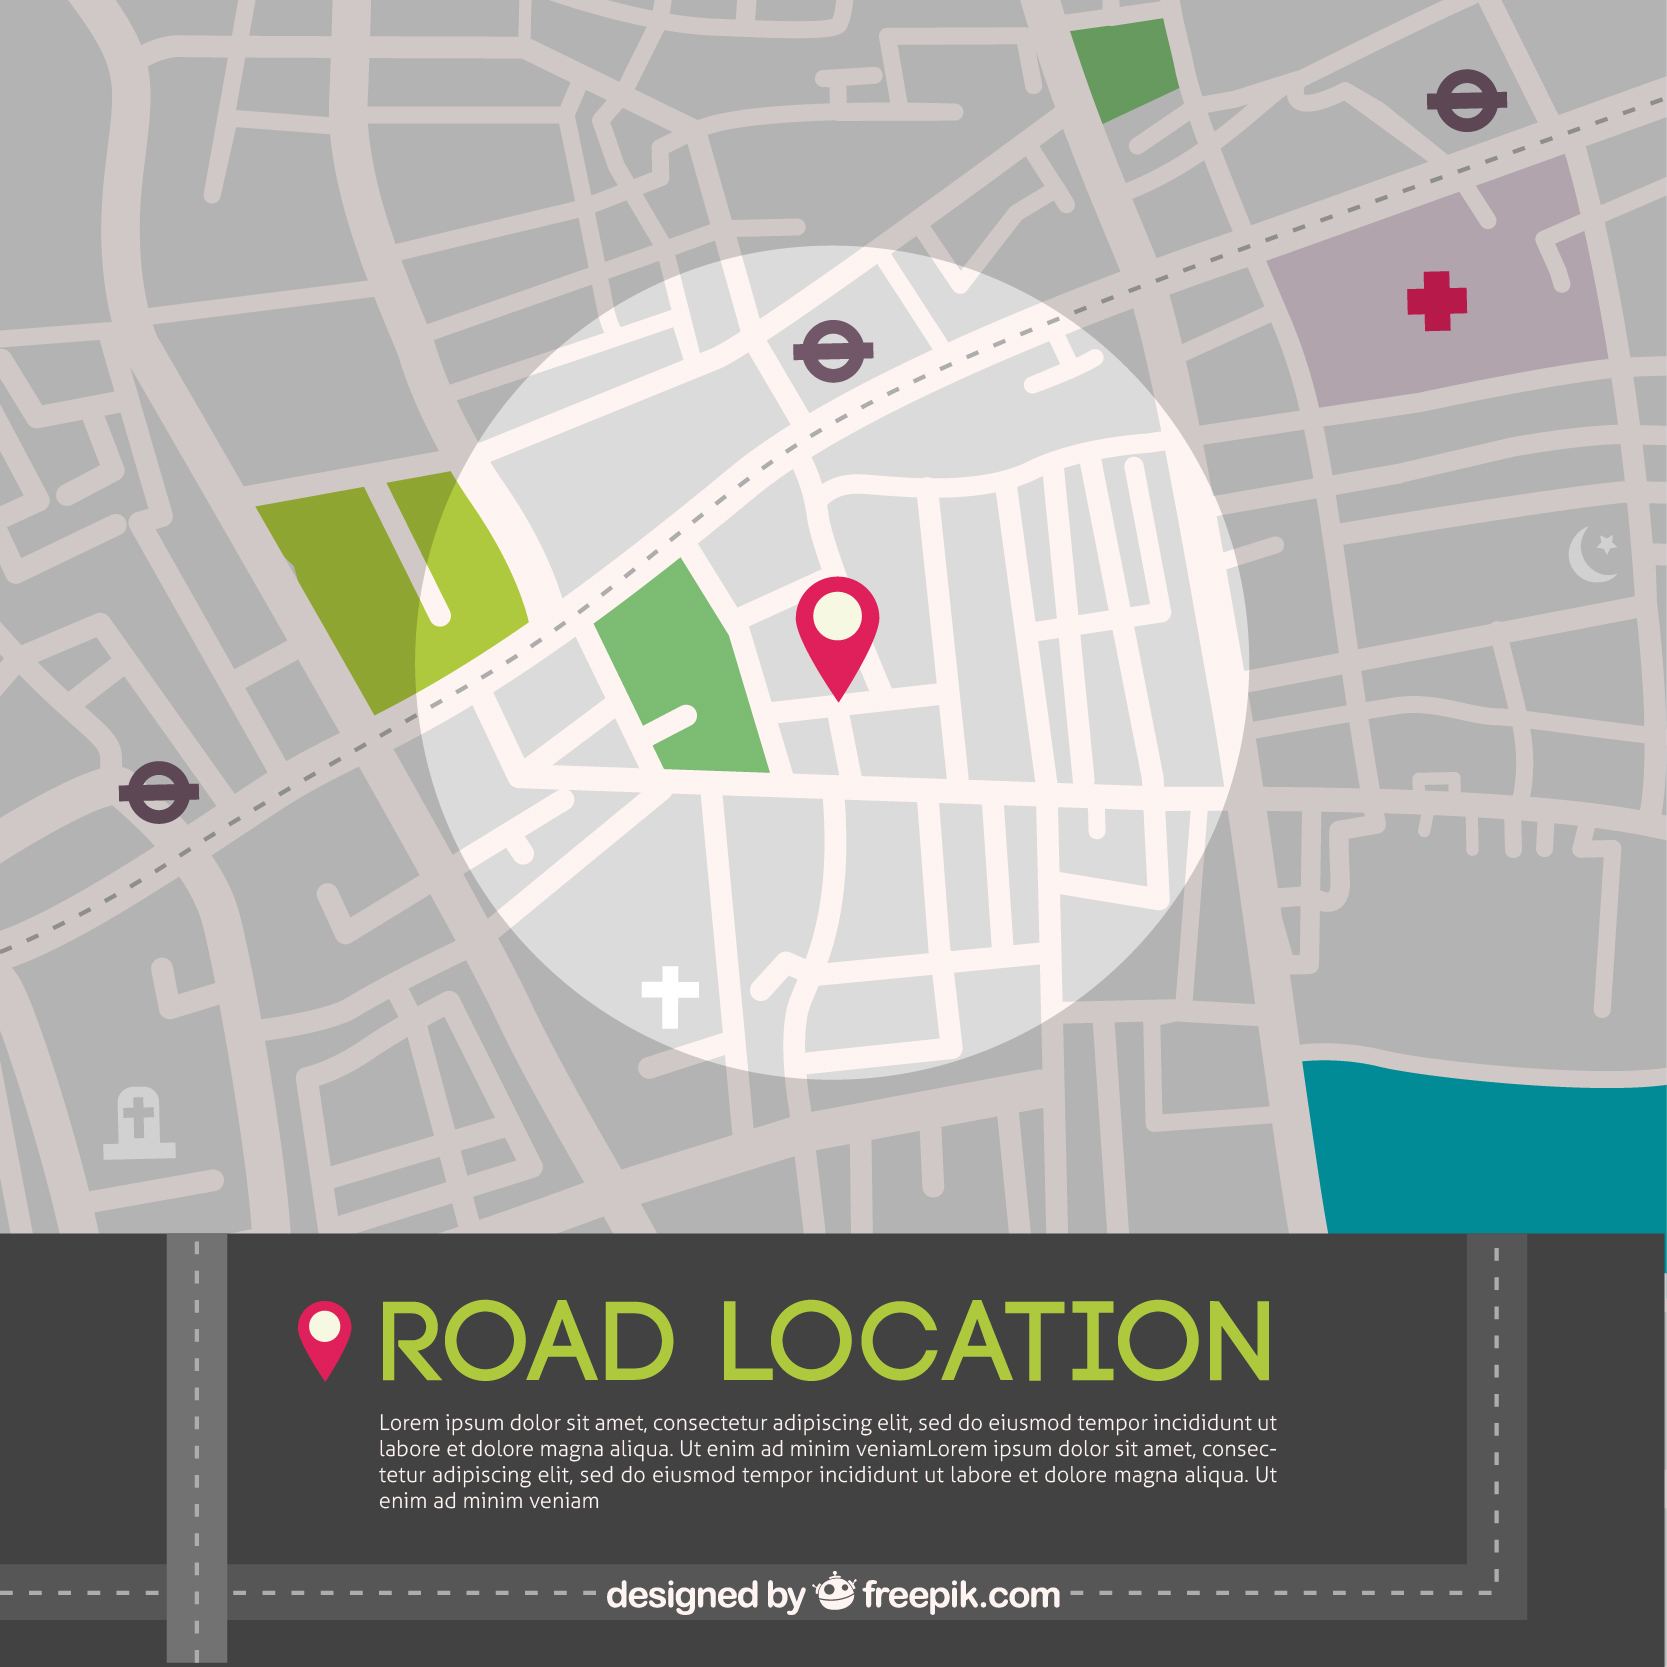 ROAD LOCATION
Lorem ipsum dolor sit amet, consectetur adipiscing elit, sed do eiusmod tempor incididunt ut
labore et dolore magna aliqua. Ut enim ad minim veniamLorem ipsum dolor sit amet, consec-
tetur adipiscing elit, sed do eiusmod tempor incididunt ut labore et dolore magna aliqua. Ut
enim ad minim veniam
designed by freepik.com